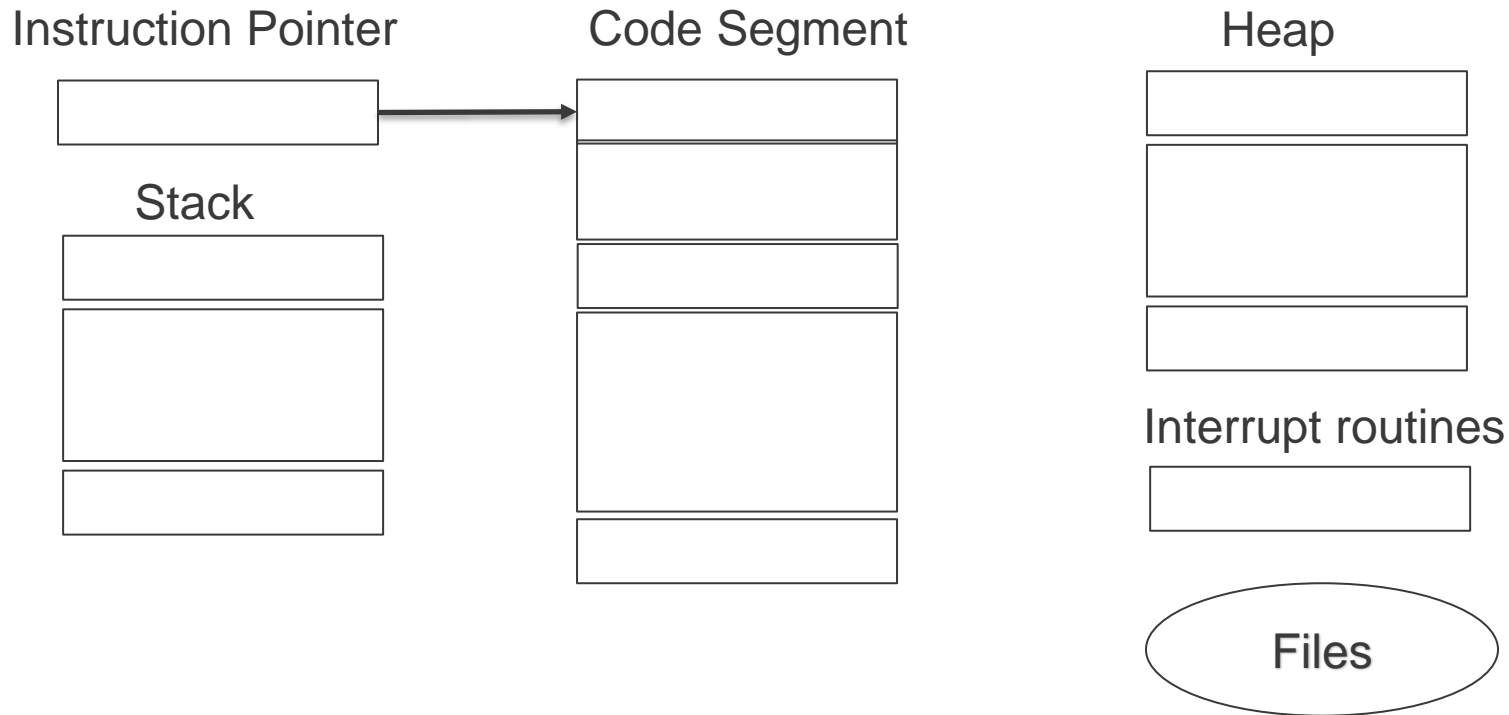 Instruction Pointer
Code Segment
Heap
Stack
Interrupt routines
Files